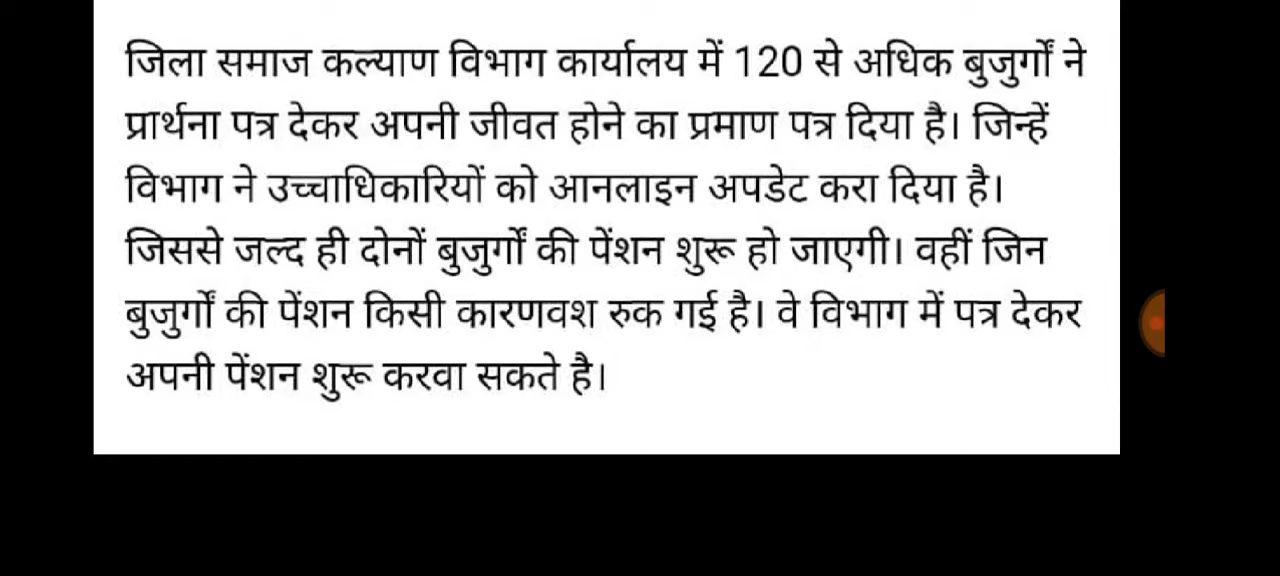 जिला समाज कल्याण विभाग कार्यालय में 120 से अधिक बुजुर्गों ने
प्रार्थना पत्र देकर अपनी जीवत होने का प्रमाण पत्र दिया है। जिन्हें
विभाग ने उच्चाधिकारियों को आनलाइन अपडेट करा दिया है।
जिससे जल्द ही दोनों बुजुर्गों की पेंशन शुरू हो जाएगी। वहीं जिन
बुजुर्गों की पेंशन किसी कारणवश रुक गई है। वे विभाग में पत्र देकर
अपनी पेंशन शुरू करवा सकते है।